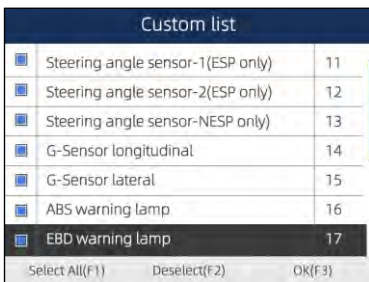 Custom list
Steering angle sensor-1(ESP only) 11
Steering angle sensor-2(ESP only) 12
Steering angle sensor-NESP only) 13
G-Sensor longitudinal 14
G-Sensor lateral 15
ABS warning lamp 16
EBD warning lamp 17
Select All(F1) Deselect(F2) OK(F3)